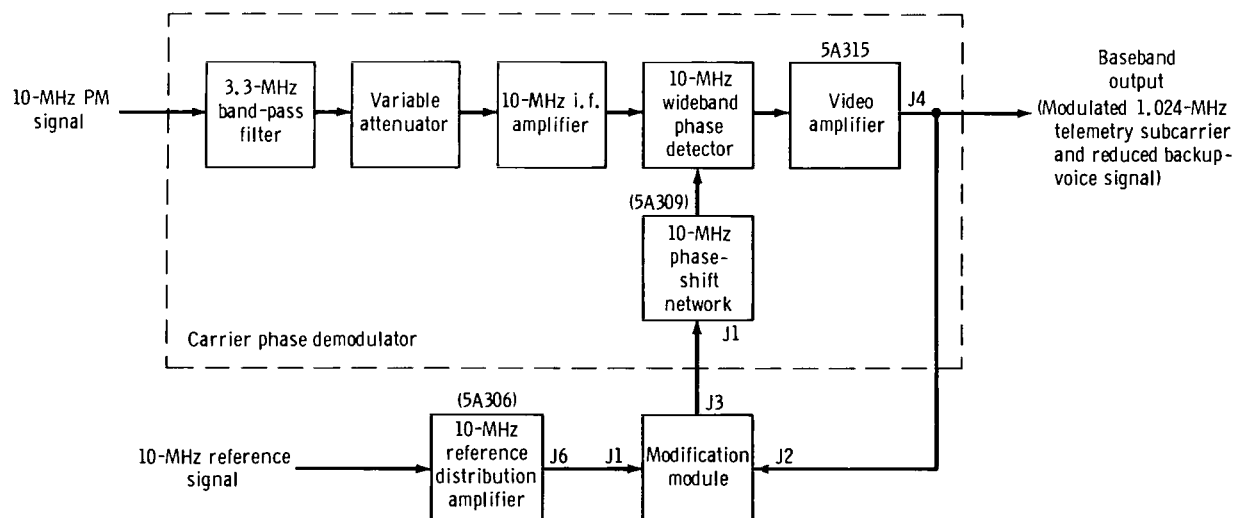 10-MHz PM
signal
3.3-MHz
band-pass
filter
Variable
attenuator
10-MHz i.f.
amplifier
10-MHz
wideband
phase
detector
5A315
Video
amplifier
J4
Baseband
output
(Modulated 1.024-MHz
telemetry subcarrier
and reduced backup-
voice signal)
(5A309)
10-MHz
phase-
shift
network
J1
Carrier phase demodulator
10-MHz reference
signal
(5A306)
10-MHz
reference
distribution
amplifier
J6
J1
J3
Modification
module
J2